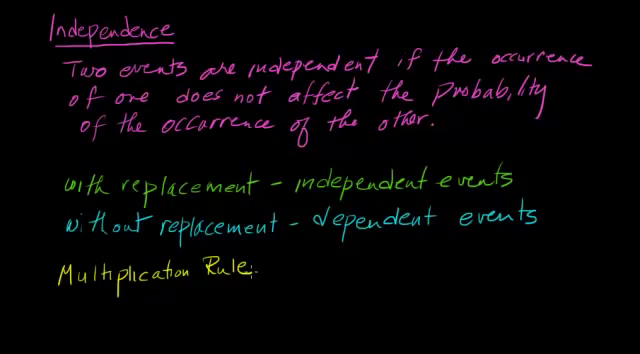 Independence
Two events are independent if the occurrence
of one does not affect the probability
of the occurrence of the other.
with replacement - independent events
without replacement - dependent events
Multiplication Rule: